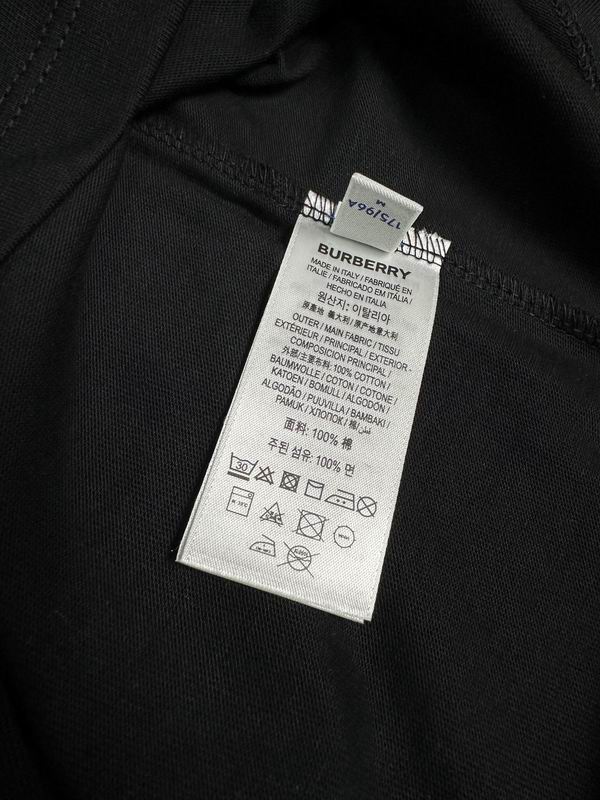 175/96A
M
BURBERRY
MADE IN ITALY / FABRIQUÉ EN
ITALIE / FABRICADO EM ITÁLIA /
HECHO EN ITALIA
원산지: 이탈리아
原產地 義大利 / 原产地意大利
OUTER / MAIN FABRIC / TISSU
EXTÉRIEUR / PRINCIPAL / EXTERIOR -
COMPOSICIÓN PRINCIPAL /
外部/主要布料: 100% COTTON /
BAUMWOLLE / COTON / COTONE /
KATOEN / BOMULL / ALGODÓN /
ALGODÃO / PUUVILLA / BAMBAKI /
PAMUK / ХЛОПОК / 棉 / قطن
面料: 100% 棉
주된 섬유: 100% 면
30